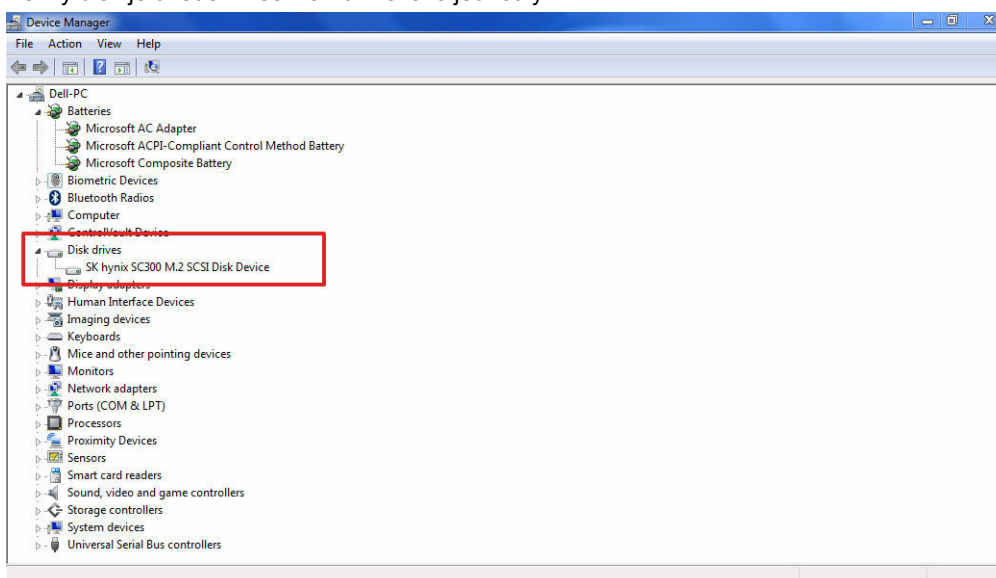 Device Manager
File Action View Help
Dell-PC
Batteries
Microsoft AC Adapter
Microsoft ACPI-Compliant Control Method Battery
Microsoft Composite Battery
Biometric Devices
Bluetooth Radios
Computer
ControlVault Device
Disk drives
SK hynix SC300 M.2 SCSI Disk Device
Display adapters
Human Interface Devices
Imaging devices
Keyboards
Mice and other pointing devices
Monitors
Network adapters
Ports (COM & LPT)
Processors
Proximity Devices
Sensors
Smart card readers
Sound, video and game controllers
Storage controllers
System devices
Universal Serial Bus controllers